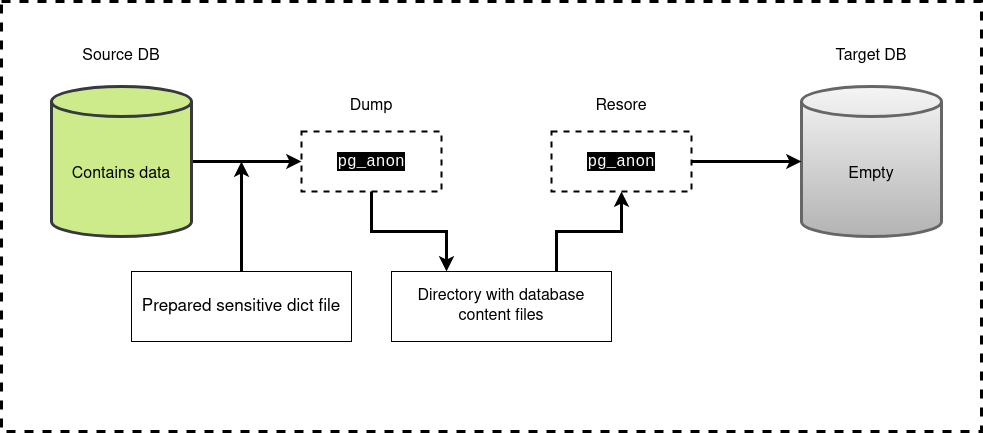 Source DB
Target DB
Dump
Resore
pg_anon
pg_anon
Contains data
Empty
Prepared sensitive dict file
Directory with database
content files